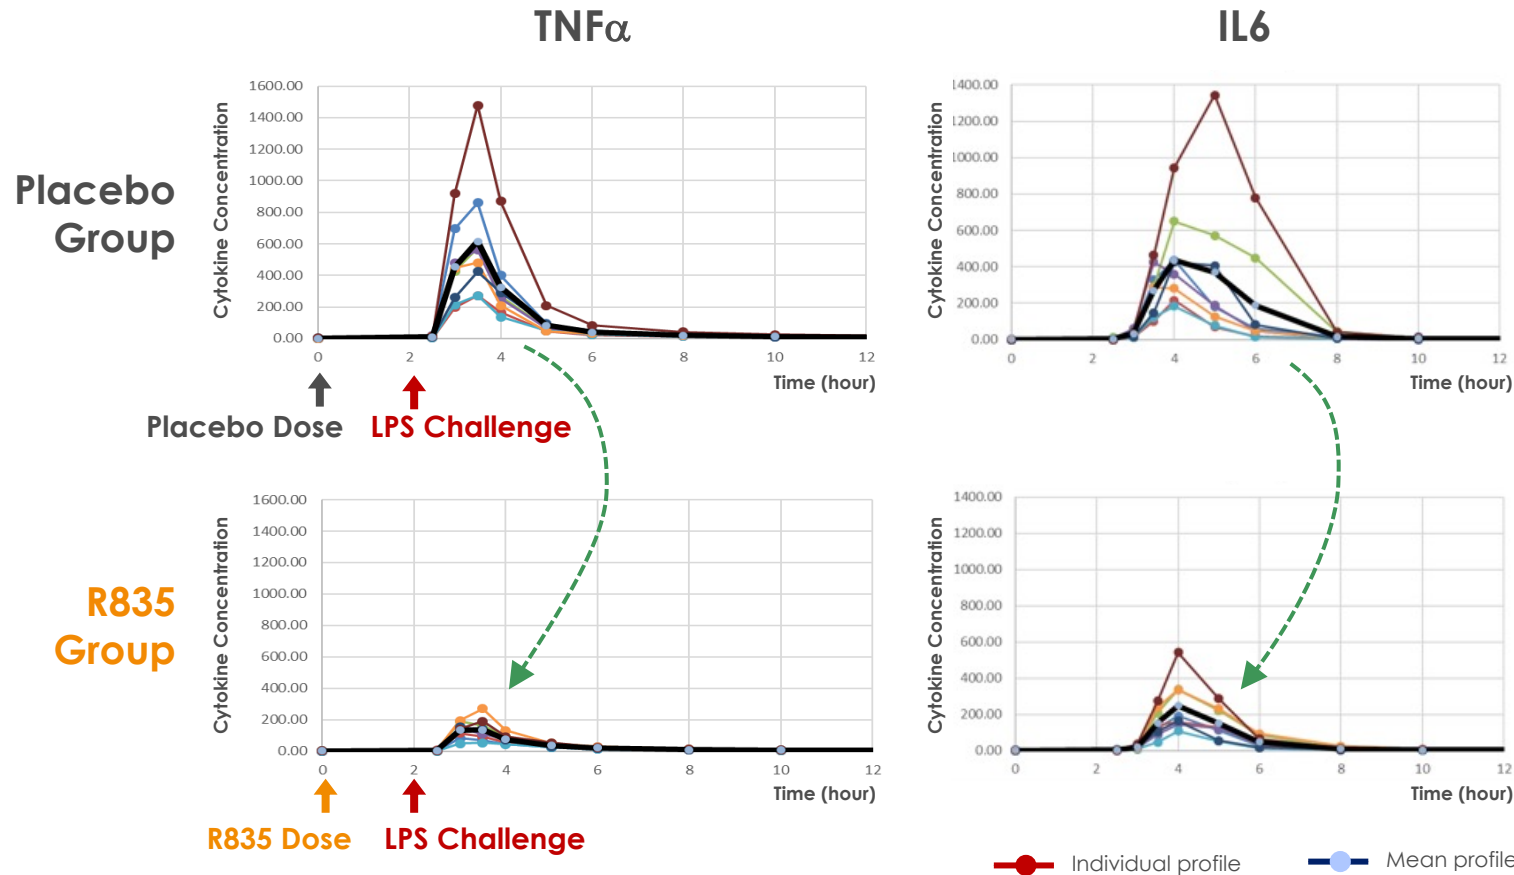 TNFα
IL6
Placebo
Group
Cytokine Concentration
1600.00
1400.00
1200.00
1000.00
800.00
600.00
400.00
200.00
0.00
0 2 4 6 8 10 12
Time (hour)
Placebo Dose
LPS Challenge
Cytokine Concentration
1400.00
1200.00
1000.00
800.00
600.00
400.00
200.00
0.00
0 2 4 6 8 10 12
Time (hour)
R835
Group
Cytokine Concentration
1600.00
1400.00
1200.00
1000.00
800.00
600.00
400.00
200.00
0.00
0 2 4 6 8 10 12
Time (hour)
R835 Dose
LPS Challenge
Cytokine Concentration
1400.00
1200.00
1000.00
800.00
600.00
400.00
200.00
0.00
0 2 4 6 8 10 12
Time (hour)
Individual profile
Mean profile